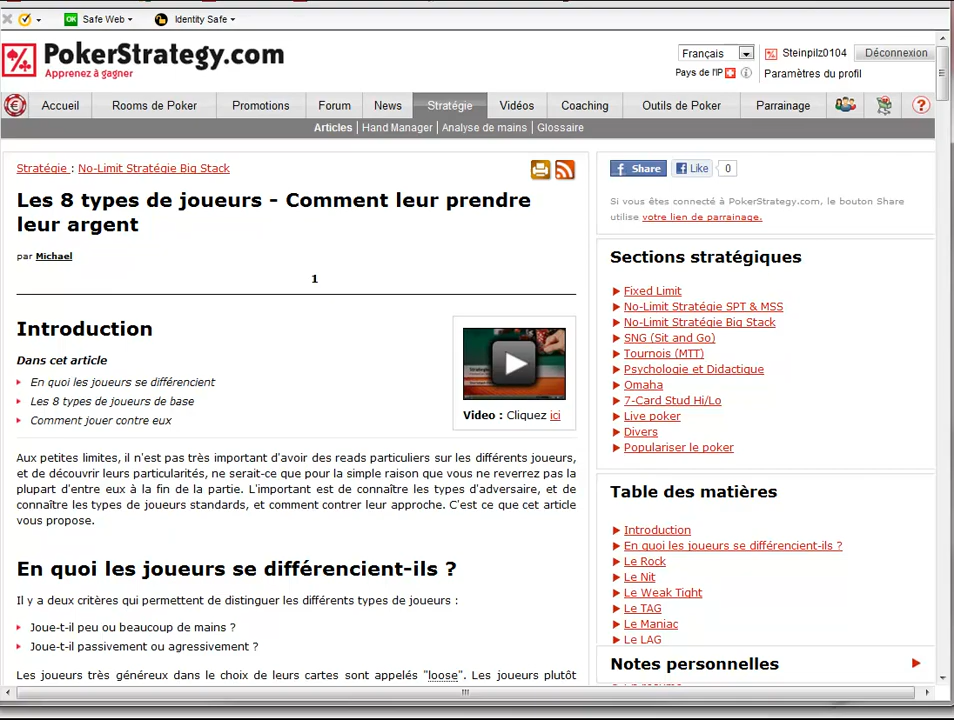 OK Safe Web
Identity Safe
PokerStrategy.com
Apprenez à gagner
Français
Steinpilz0104
Déconnexion
Pays de l'IP
Paramètres du profil
Accueil
Rooms de Poker
Promotions
Forum
News
Stratégie
Vidéos
Coaching
Outils de Poker
Parrainage
Articles | Hand Manager | Analyse de mains | Glossaire
Stratégie : No-Limit Stratégie Big Stack
Les 8 types de joueurs - Comment leur prendre
leur argent
par Michael
1
Introduction
Dans cet article
En quoi les joueurs se différencient
Les 8 types de joueurs de base
Comment jouer contre eux
Video : Cliquez ici
Aux petites limites, il n'est pas très important d'avoir des reads particuliers sur les différents joueurs,
et de découvrir leurs particularités, ne serait-ce que pour la simple raison que vous ne reverrez pas la
plupart d'entre eux à la fin de la partie. L'important est de connaître les types d'adversaire, et de
connaître les types de joueurs standards, et comment contrer leur approche. C'est ce que cet article
vous propose.
En quoi les joueurs se différencient-ils ?
Il y a deux critères qui permettent de distinguer les différents types de joueurs :
Joue-t-il peu ou beaucoup de mains ?
Joue-t-il passivement ou agressivement ?
Les joueurs très généreux dans le choix de leurs cartes sont appelés "loose". Les joueurs plutôt
Share
Like
0
Si vous êtes connecté à PokerStrategy.com, le bouton Share
utilise votre lien de parrainage.
Sections stratégiques
Fixed Limit
No-Limit Stratégie SPT & MSS
No-Limit Stratégie Big Stack
SNG (Sit and Go)
Tournois (MTT)
Psychologie et Didactique
Omaha
7-Card Stud Hi/Lo
Live poker
Divers
Populariser le poker
Table des matières
Introduction
En quoi les joueurs se différencient-ils ?
Le Rock
Le Nit
Le Weak Tight
Le TAG
Le Maniac
Le LAG
Notes personnelles